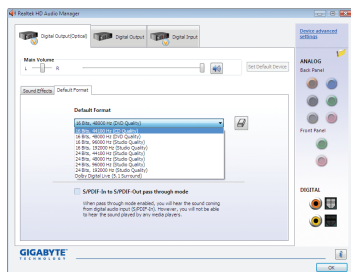 Realtek HD Audio Manager
Digital Output(Optical)
Digital Output
Digital Input
Device advanced
settings
Main Volume
L
R
Set Default Device
Sound Effects
Default Format
Default Format
16 Bits, 48000 Hz (DVD Quality)
16 Bits, 44100 Hz (CD Quality)
16 Bits, 48000 Hz (DVD Quality)
16 Bits, 96000 Hz (Studio Quality)
16 Bits, 192000 Hz (Studio Quality)
24 Bits, 44100 Hz (Studio Quality)
24 Bits, 48000 Hz (Studio Quality)
24 Bits, 96000 Hz (Studio Quality)
24 Bits, 192000 Hz (Studio Quality)
Dolby Digital Live (5.1 Surround)
S/PDIF-In to S/PDIF-Out pass through mode
When pass through mode enabled, you will hear the sound coming
from digital audio input (S/PDIF-In). However, you will not be able
to hear the sound played by any media players.
ANALOG
Back Panel
Front Panel
DIGITAL
GIGABYTE
TECHNOLOGY
OK